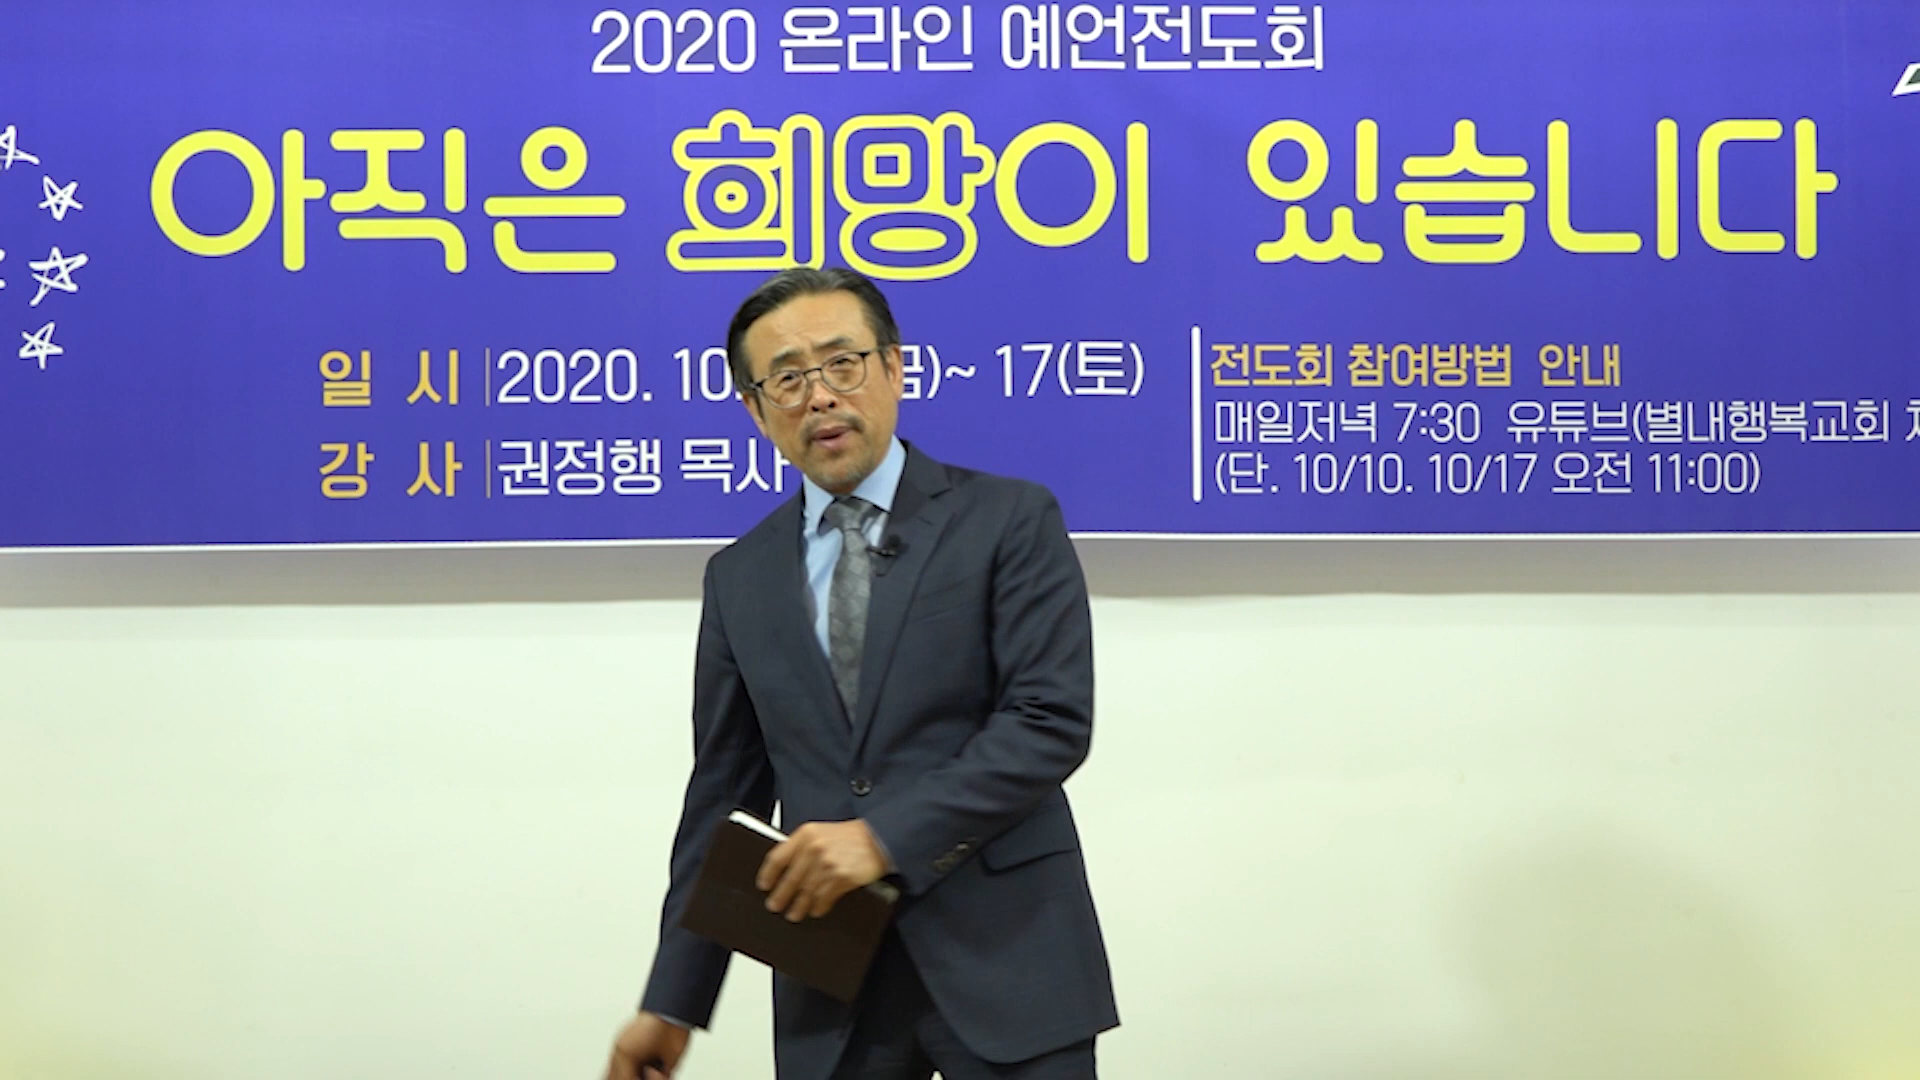 2020 온라인 예언전도회
아직은 희망이 있습니다
일 시 2020. 10. 금)~ 17(토)
강 사 권정행 목사
전도회 참여방법 안내
매일저녁 7:30 유튜브(별내행복교회
(단. 10/10. 10/17 오전 11:00)